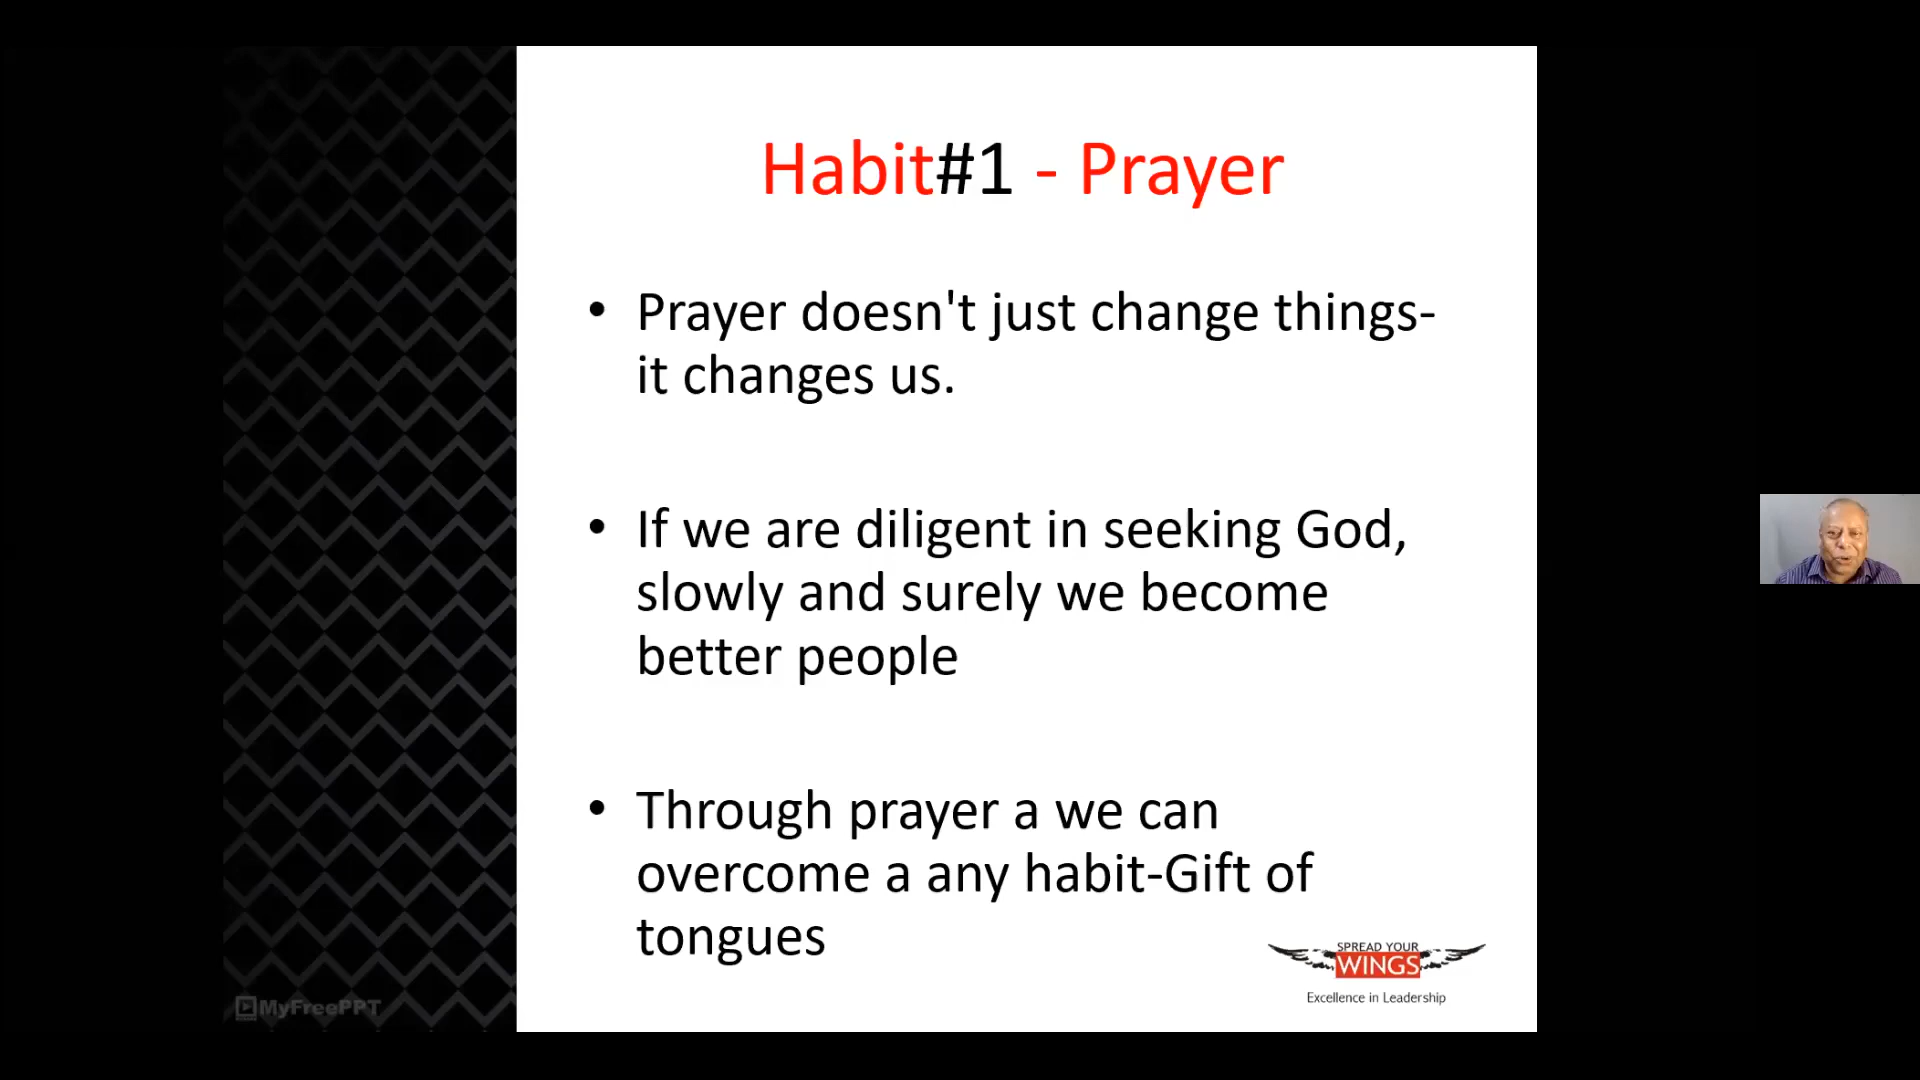 Habit#1 - Prayer
• Prayer doesn't just change things-
it changes us.
• If we are diligent in seeking God,
slowly and surely we become
better people
• Through prayer a we can
overcome a any habit-Gift of
tongues
SPREAD YOUR
WINGS
Excellence in Leadership
MyFreePPT